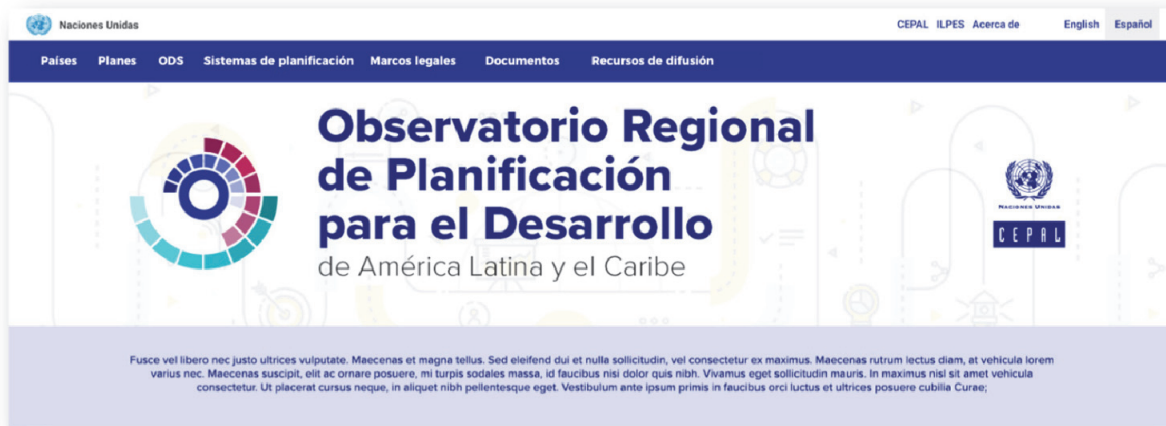 Naciones Unidas
CEPAL ILPES Acerca de English Español
Países Planes ODS Sistemas de planificación Marcos legales Documentos Recursos de difusión
Observatorio Regional
de Planificación
para el Desarrollo
de América Latina y el Caribe
NACIONES UNIDAS
CEPAL
Fusce vel libero nec justo ultrices vulputate. Maecenas et magna tellus. Sed eleifend dui et nulla sollicitudin, vel consectetur ex maximus. Maecenas rutrum lectus diam, at vehicula lorem
varius nec. Maecenas suscipit, elit ac ornare posuere, mi turpis sodales massa, id faucibus nisi dolor quis nibh. Vivamus eget sollicitudin mauris. In maximus nisl sit amet vehicula
consectetur. Ut placerat cursus neque, in aliquet nibh pellentesque eget. Vestibulum ante ipsum primis in faucibus orci luctus et ultrices posuere cubilia Curae;